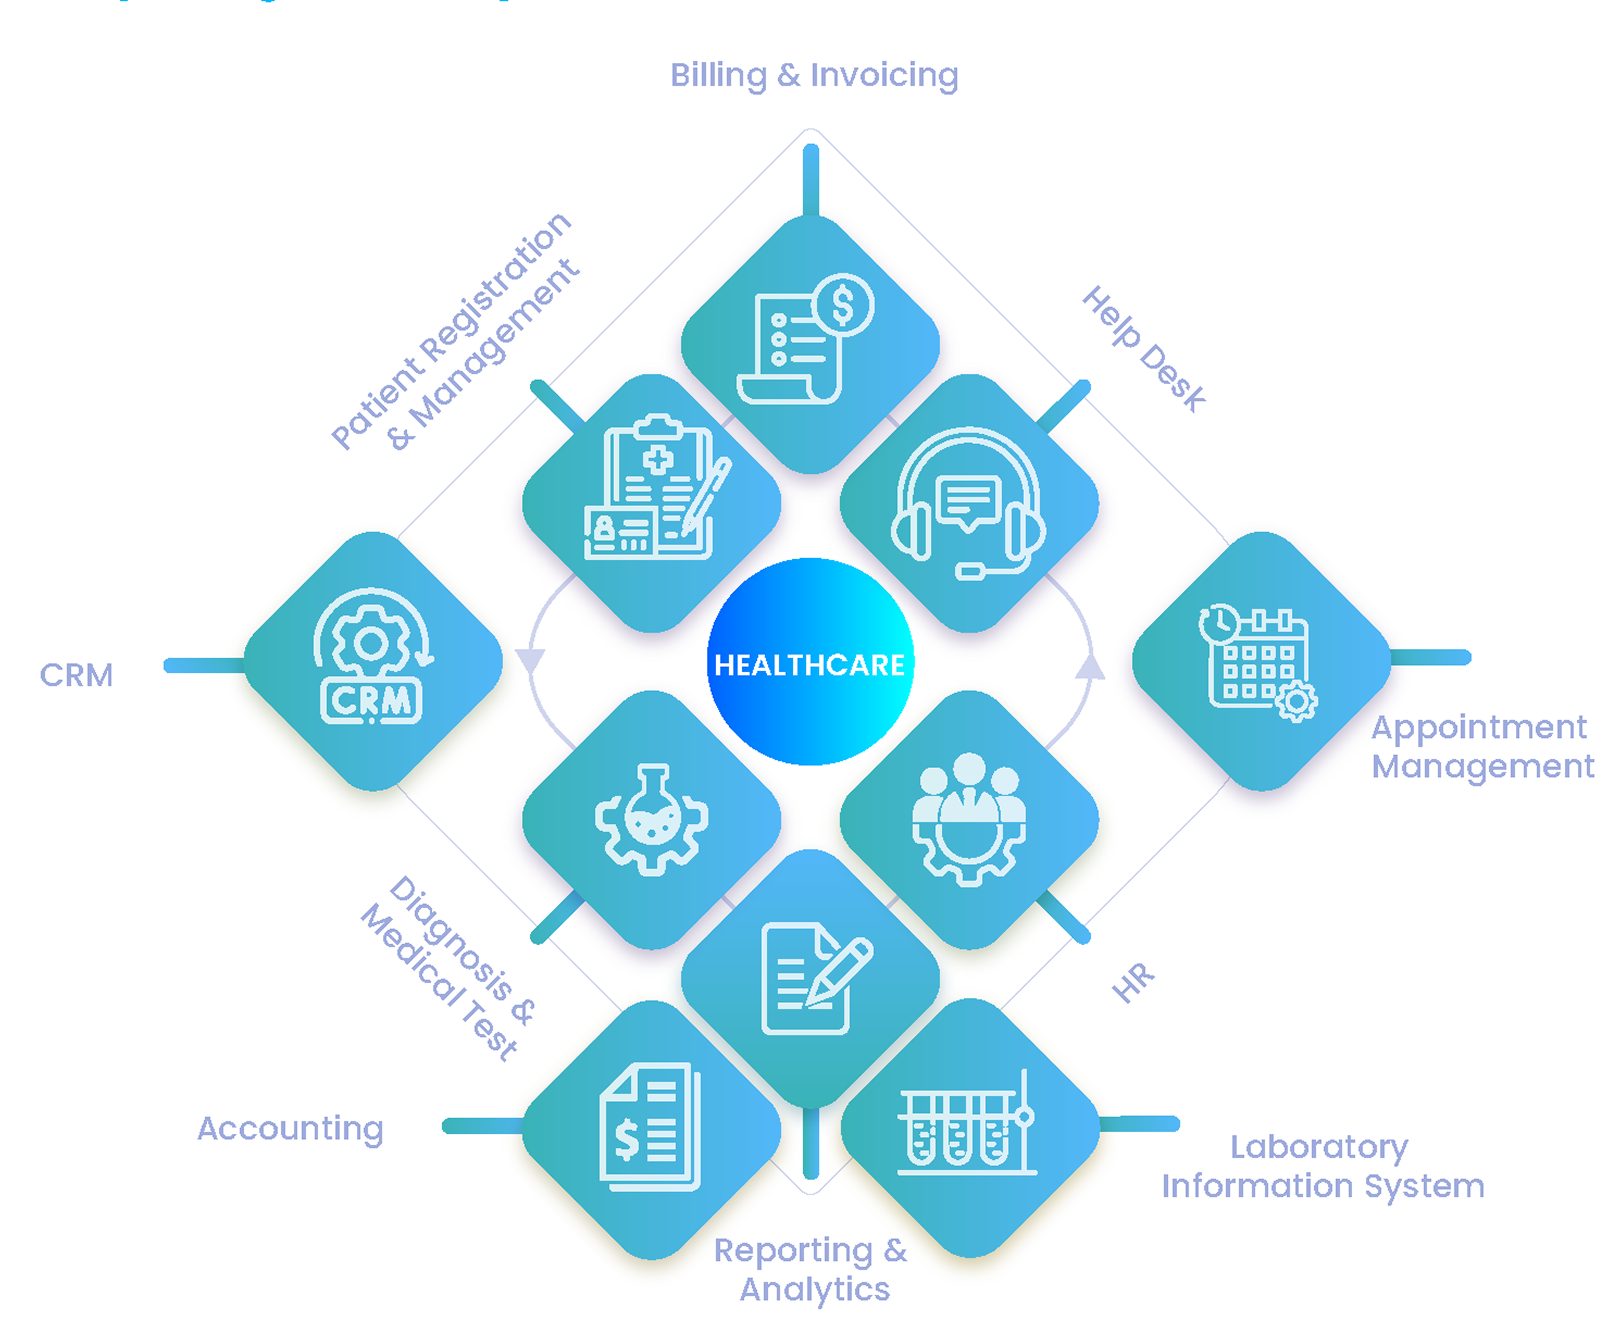 Billing & Invoicing
Patient Registration
& Management
Help Desk
HEALTHCARE
CRM
CRM
Appointment
Management
Diagnosis &
Medical Test
HR
Accounting
Laboratory
Information System
Reporting &
Analytics